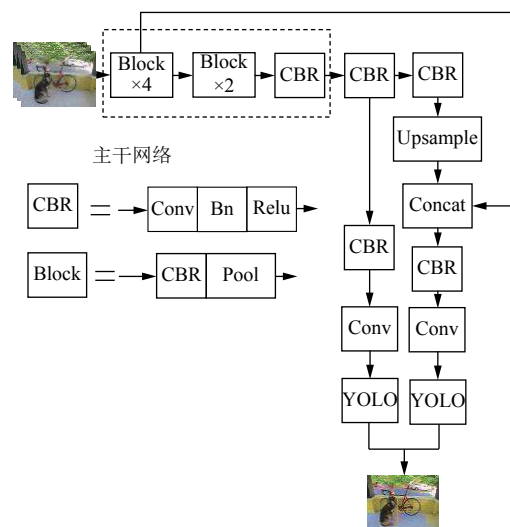 Block
×4
Block
×2
CBR
CBR
CBR
Upsample
主干网络
CBR
Conv
Bn
Relu
Concat
CBR
CBR
Block
CBR
Pool
Conv
Conv
YOLO
YOLO